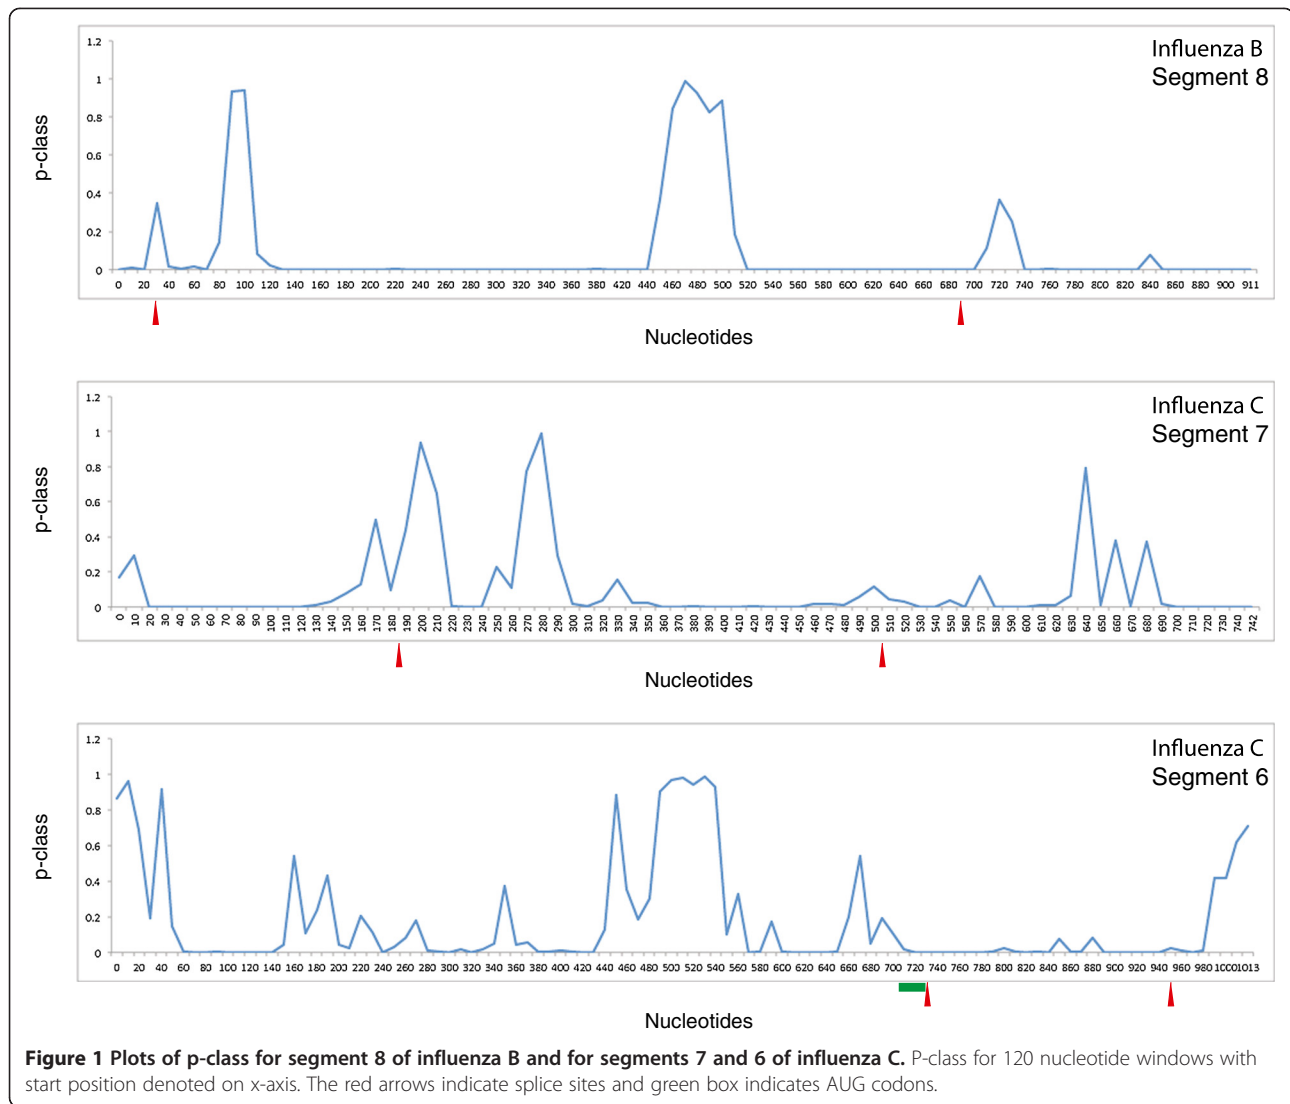 Influenza B
Segment 8
p-class
1.2
1
0.8
0.6
0.4
0.2
0
0 20 40 60 80 100 120 140 160 180 200 220 240 260 280 300 320 340 360 380 400 420 440 460 480 500 520 540 560 580 600 620 640 660 680 700 720 740 760 780 800 820 840 860 880 900 911
Nucleotides
Influenza C
Segment 7
p-class
1.2
1
0.8
0.6
0.4
0.2
0
0 10 20 30 40 50 60 70 80 90 100 110 120 130 140 150 160 170 180 190 200 210 220 230 240 250 260 270 280 290 300 310 320 330 340 350 360 370 380 390 400 410 420 430 440 450 460 470 480 490 500 510 520 530 540 550 560 570 580 590 600 610 620 630 640 650 660 670 680 690 700 710 720 730 740 742
Nucleotides
Influenza C
Segment 6
p-class
1.2
1
0.8
0.6
0.4
0.2
0
0 20 40 60 80 100 120 140 160 180 200 220 240 260 280 300 320 340 360 380 400 420 440 460 480 500 520 540 560 580 600 620 640 660 680 700 720 740 760 780 800 820 840 860 880 900 920 940 960 980 1000 1013
Nucleotides
Figure 1 Plots of p-class for segment 8 of influenza B and for segments 7 and 6 of influenza C. P-class for 120 nucleotide windows with
start position denoted on x-axis. The red arrows indicate splice sites and green box indicates AUG codons.